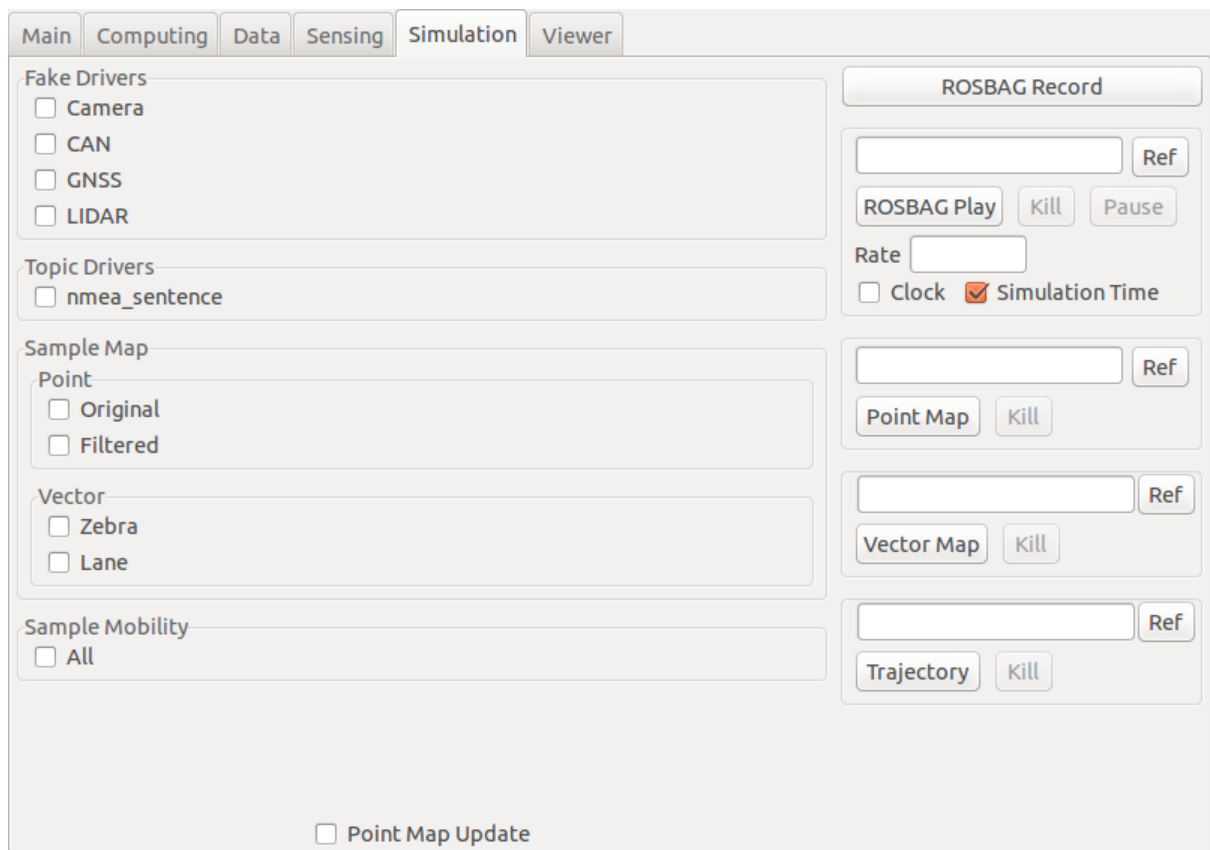 Main Computing Data Sensing Simulation Viewer
Fake Drivers
Camera
CAN
GNSS
LIDAR
Topic Drivers
nmea_sentence
Sample Map
Point
Original
Filtered
Vector
Zebra
Lane
Sample Mobility
All
Point Map Update
ROSBAG Record
Ref
ROSBAG Play Kill Pause
Rate
Clock Simulation Time
Ref
Point Map Kill
Ref
Vector Map Kill
Ref
Trajectory Kill